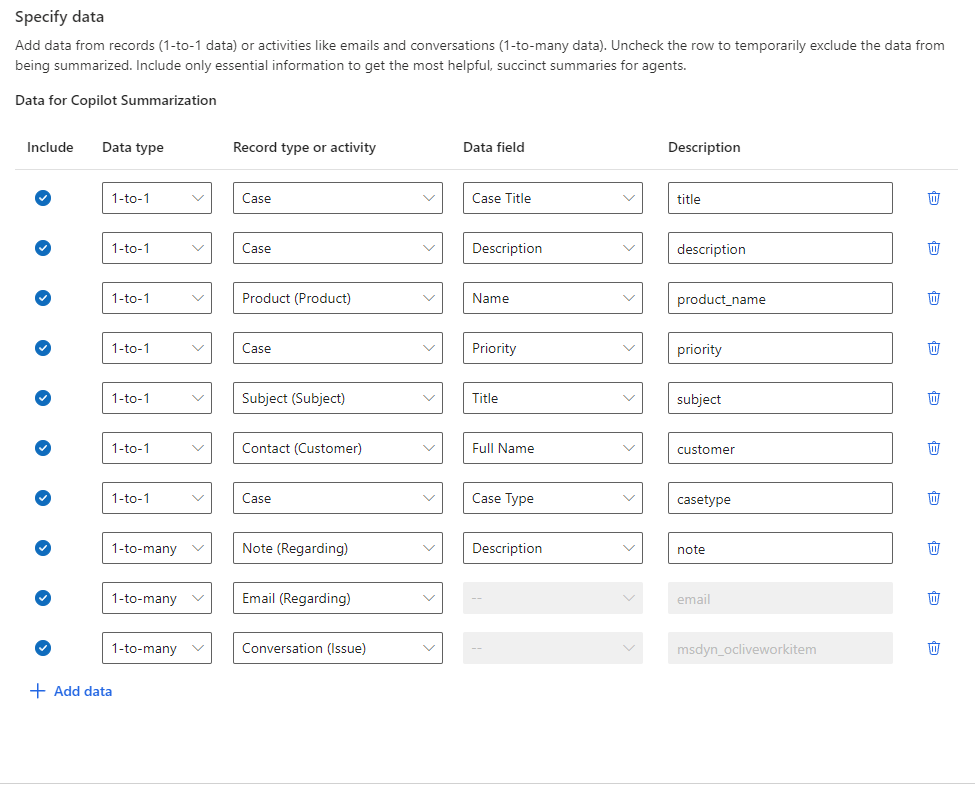 Specify data
Add data from records (1-to-1 data) or activities like emails and conversations (1-to-many data). Uncheck the row to temporarily exclude the data from
being summarized. Include only essential information to get the most helpful, succinct summaries for agents.
Data for Copilot Summarization
Include Data type Record type or activity Data field Description
1-to-1 Case Case Title title
1-to-1 Case Description description
1-to-1 Product (Product) Name product_name
1-to-1 Case Priority priority
1-to-1 Subject (Subject) Title subject
1-to-1 Contact (Customer) Full Name customer
1-to-1 Case Case Type casetype
1-to-many Note (Regarding) Description note
1-to-many Email (Regarding) -- email
1-to-many Conversation (Issue) -- msdyn_ocliveworkitem
Add data